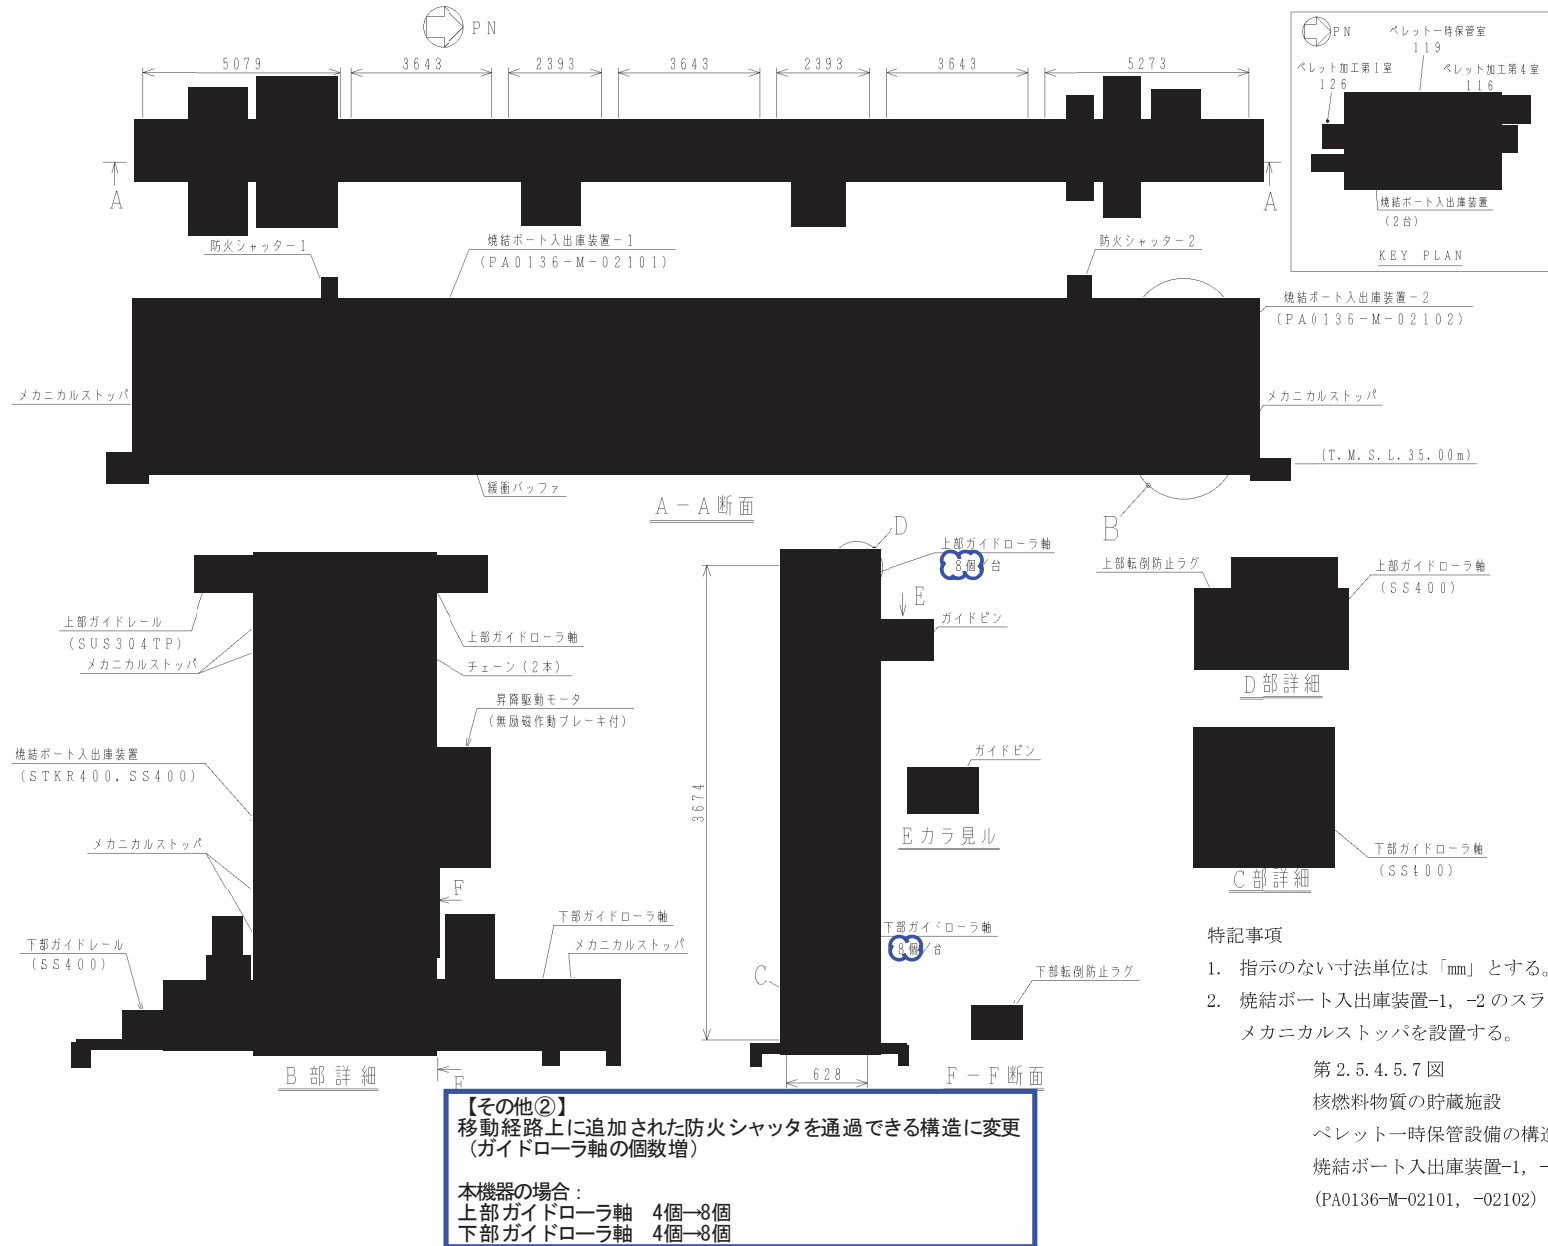 PN
5079
3643
2393
3643
2393
3643
5273
A
A
PN
ペレット一時保管室
119
ペレット加工第1室
126
ペレット加工第4室
116
焼結ボート入出庫装置
(2台)
KEY PLAN
防火シャッター1
焼結ボート入出庫装置-1
(PA0136-M-02101)
防火シャッター2
焼結ボート入出庫装置-2
(PA0136-M-02102)
メカニカルストッパ
メカニカルストッパ
(T.M.S.L.35.00m)
緩衝バッファ
A-A断面
B
上部ガイドレール
(SUS304TP)
メカニカルストッパ
上部ガイドローラ軸
チェーン(2本)
昇降駆動モータ
(無励磁作動ブレーキ付)
焼結ボート入出庫装置
(STKR400,SS400)
メカニカルストッパ
F
下部ガイドローラ軸
メカニカルストッパ
下部ガイドレール
(SS400)
F
B部詳細
D
上部ガイドローラ軸
8個/台
E
ガイドピン
3674
ガイドピン
Eカラ見ル
下部ガイドローラ軸
8個/台
C
下部転倒防止ラグ
628
F-F断面
上部転倒防止ラグ
上部ガイドローラ軸
(SS400)
D部詳細
下部ガイドローラ軸
(SS400)
C部詳細
特記事項
1. 指示のない寸法単位は「mm」とする。
2. 焼結ボート入出庫装置-1, -2のスラ
メカニカルストッパを設置する。
第2.5.4.5.7図
核燃料物質の貯蔵施設
ペレット一時保管設備の構造
焼結ボート入出庫装置-1, -
(PA0136-M-02101, -02102)
【その他②】
移動経路上に追加された防火シャッタを通過できる構造に変更
(ガイドローラ軸の個数増)
本機器の場合:
上部ガイドローラ軸 4個→8個
下部ガイドローラ軸 4個→8個